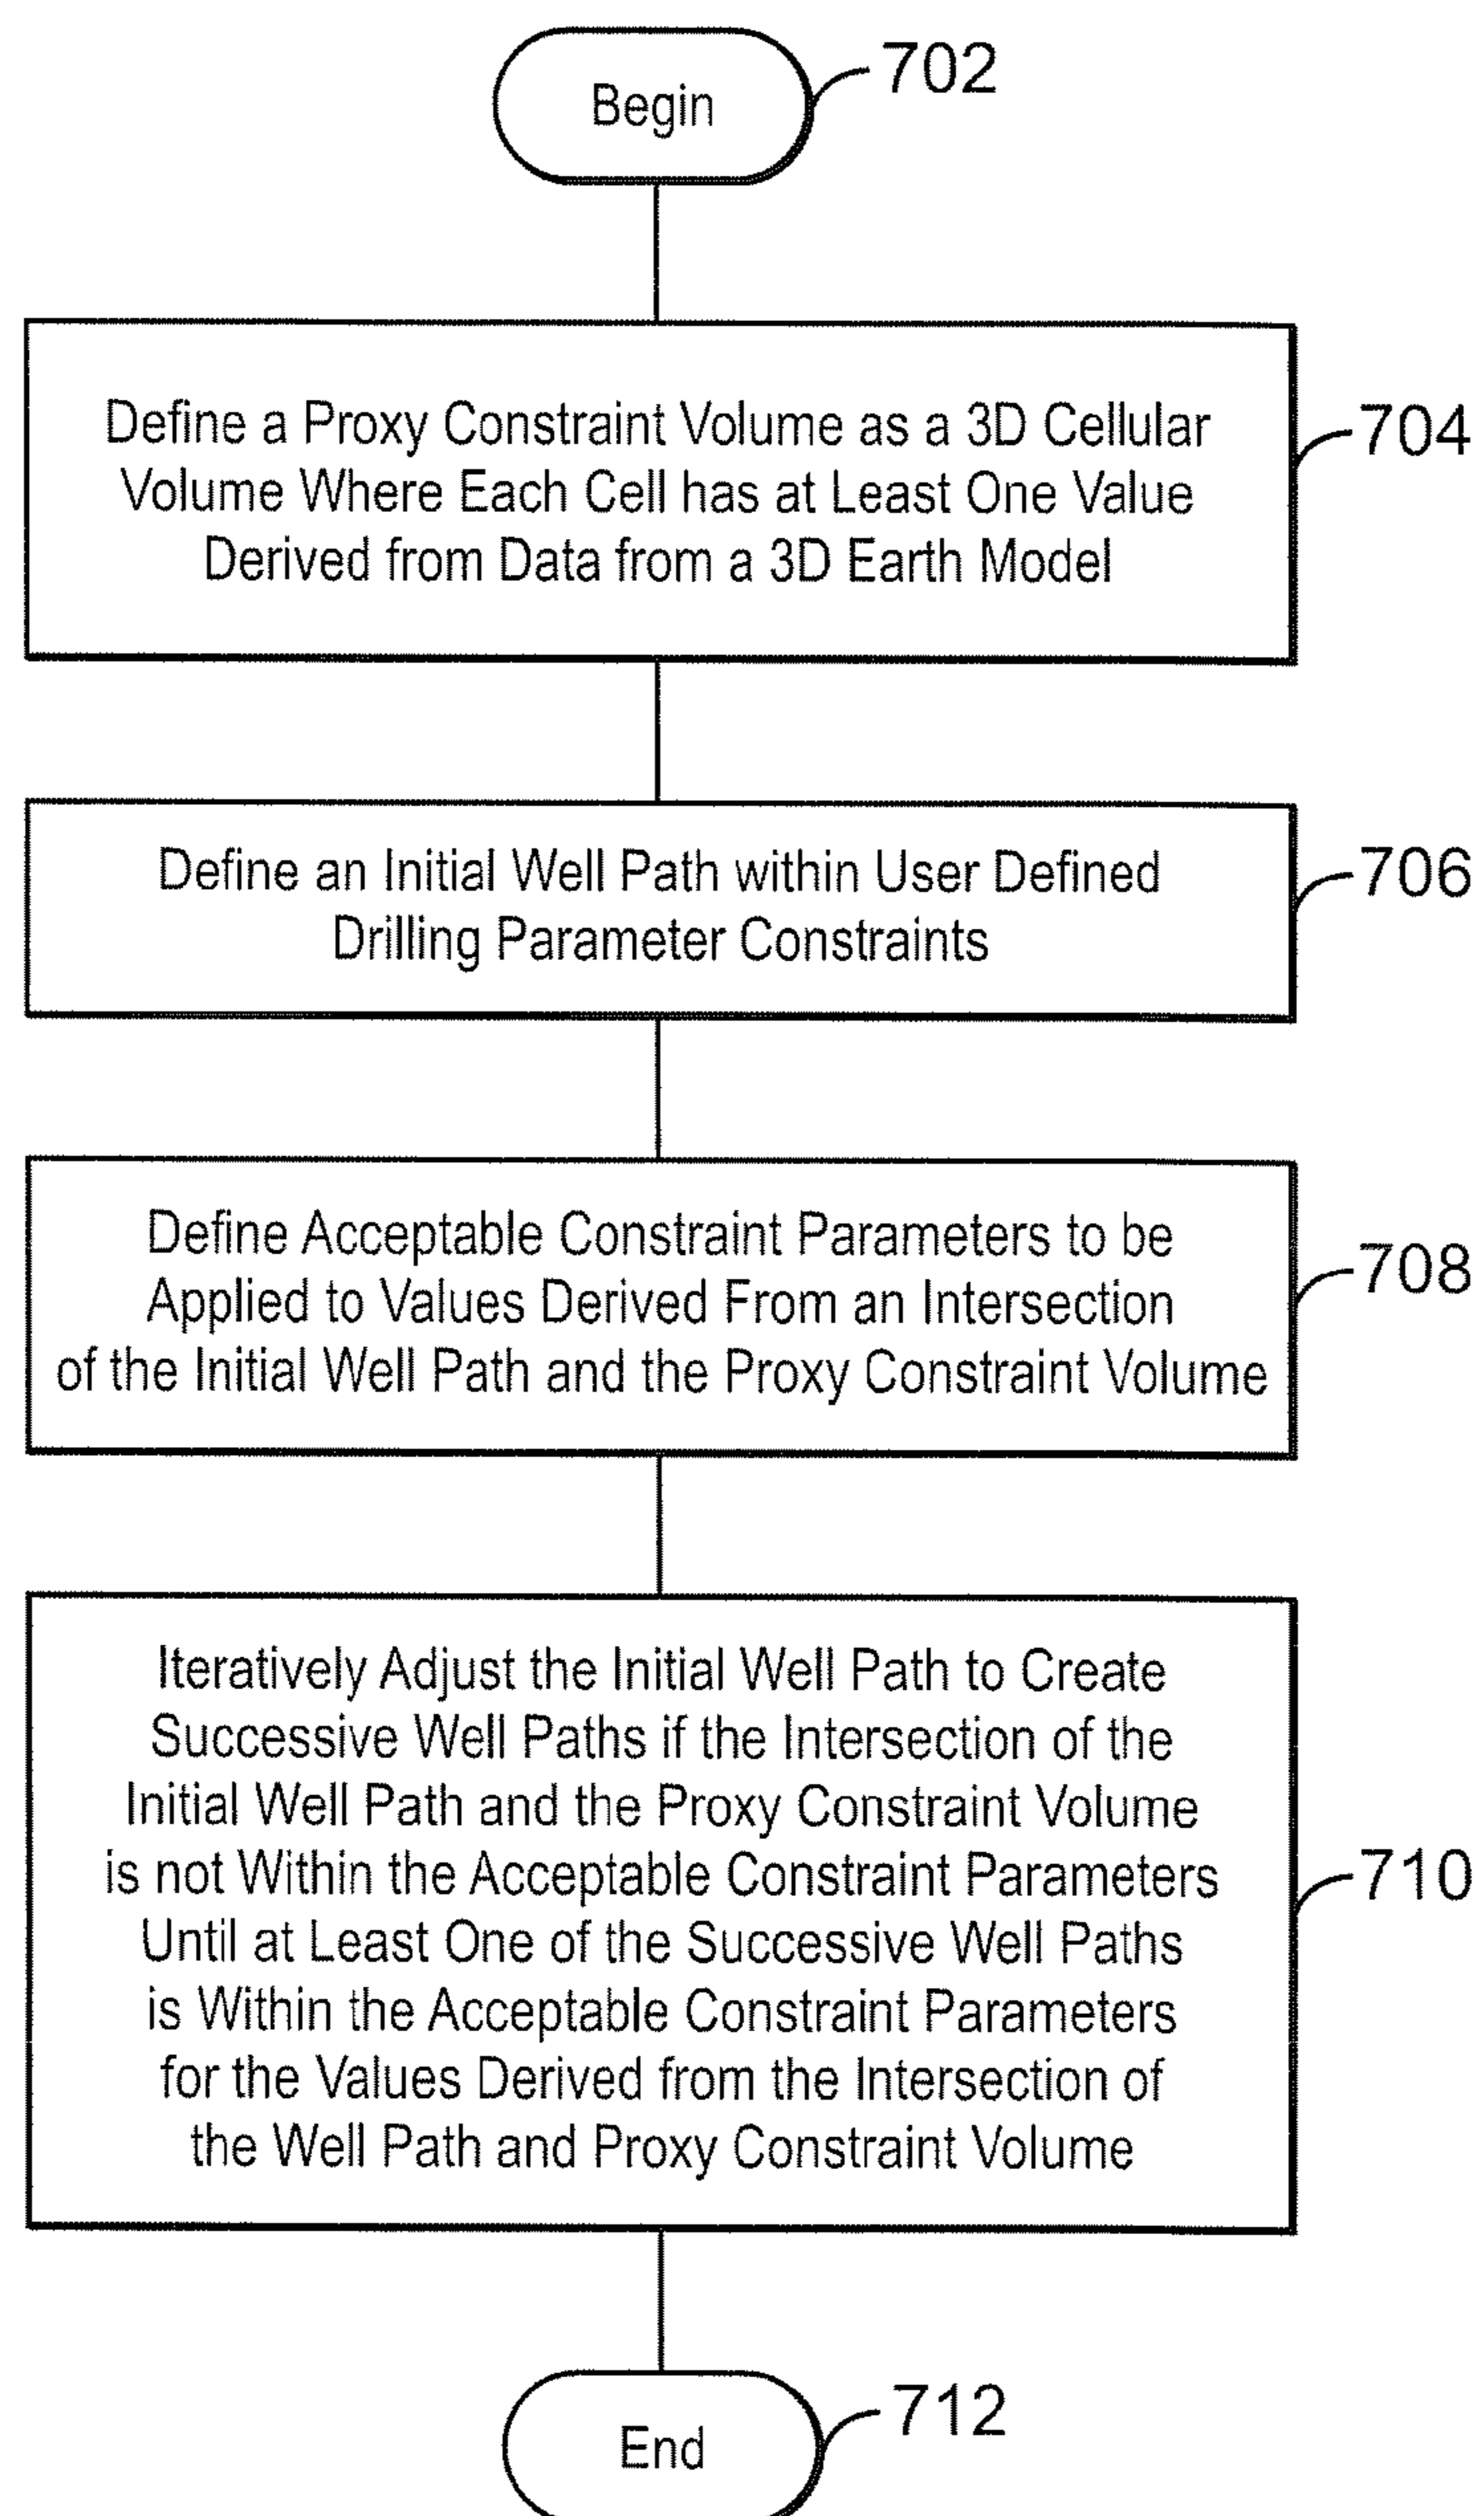 Begin
702
Define a Proxy Constraint Volume as a 3D Cellular
Volume Where Each Cell has at Least One Value
Derived from Data from a 3D Earth Model
704
Define an Initial Well Path within User Defined
Drilling Parameter Constraints
706
Define Acceptable Constraint Parameters to be
Applied to Values Derived From an Intersection
of the Initial Well Path and the Proxy Constraint Volume
708
Iteratively Adjust the Initial Well Path to Create
Successive Well Paths if the Intersection of the
Initial Well Path and the Proxy Constraint Volume
is not Within the Acceptable Constraint Parameters
Until at Least One of the Successive Well Paths
is Within the Acceptable Constraint Parameters
for the Values Derived from the Intersection of
the Well Path and Proxy Constraint Volume
710
End
712